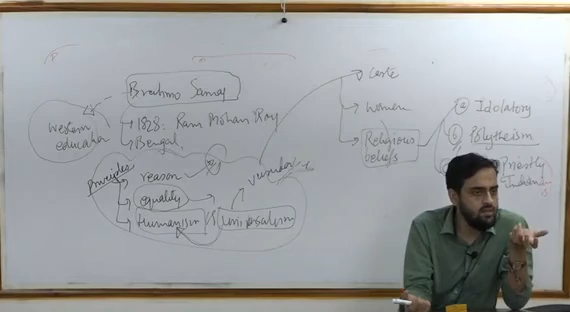 Brahmo Samaj
1828. Ram Mohan Roy
Bengal.
Western
education
Principles
reason
equality
Humanism
vs
Universalism
Caste
women
Religious
beliefs
(a) Idolatory
(b) Polytheism
Priestly